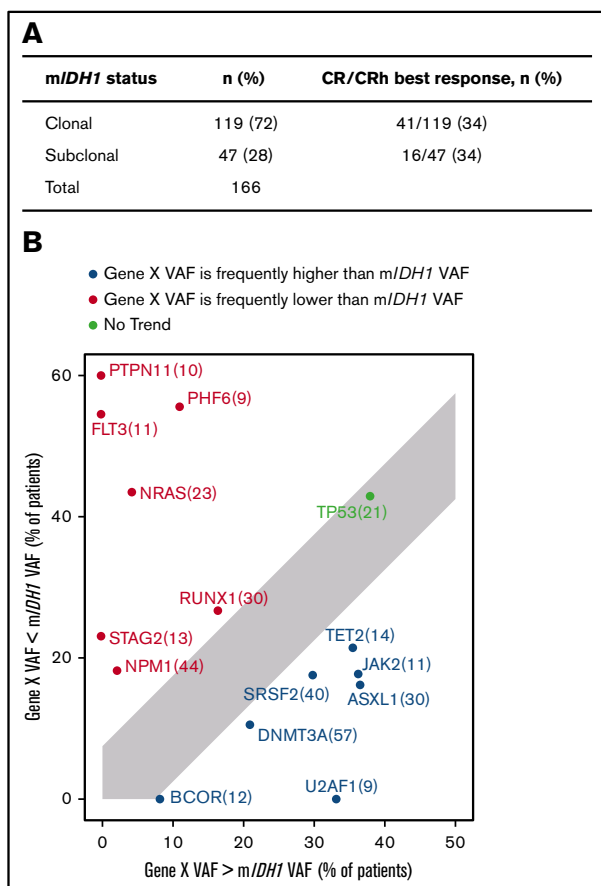 A
mIDH1 status n (%) CR/CRh best response, n (%)
Clonal 119 (72) 41/119 (34)
Subclonal 47 (28) 16/47 (34)
Total 166
B
Gene X VAF is frequently higher than mIDH1 VAF
Gene X VAF is frequently lower than mIDH1 VAF
No Trend
Gene X VAF < mIDH1 VAF (% of patients)
60
40
20
0
PTPN11(10)
PHF6(9)
FLT3(11)
NRAS(23)
TP53(21)
RUNX1(30)
STAG2(13)
TET2(14)
NPM1(44)
JAK2(11)
SRSF2(40)
ASXL1(30)
DNMT3A(57)
BCOR(12)
U2AF1(9)
0 10 20 30 40 50
Gene X VAF > mIDH1 VAF (% of patients)